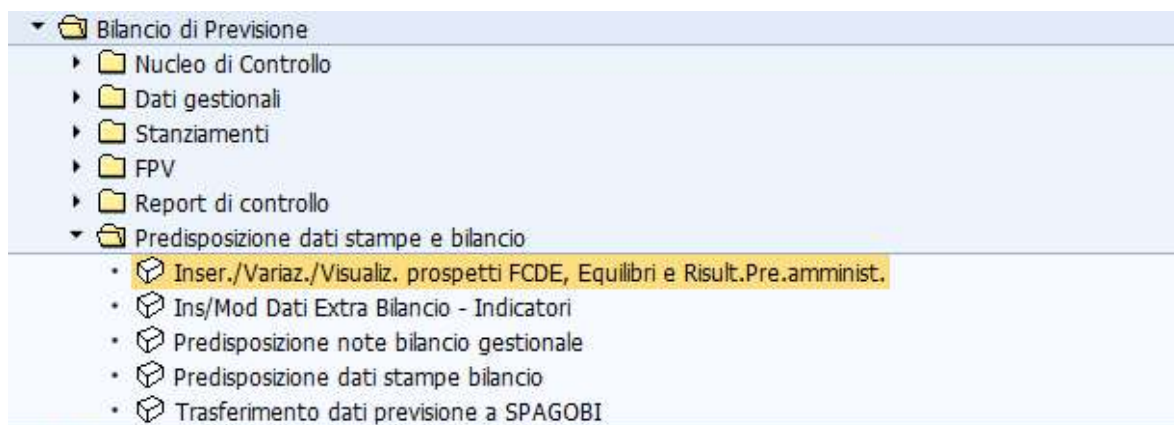 Bilancio di Previsione
Nucleo di Controllo
Dati gestionali
Stanziamenti
FPV
Report di controllo
Predisposizione dati stampe e bilancio
Inser./Variaz./Visualiz. prospetti FCDE, Equilibri e Risult.Pre.amminist.
Ins/Mod Dati Extra Bilancio - Indicatori
Predisposizione note bilancio gestionale
Predisposizione dati stampe bilancio
Trasferimento dati previsione a SPAGOBI